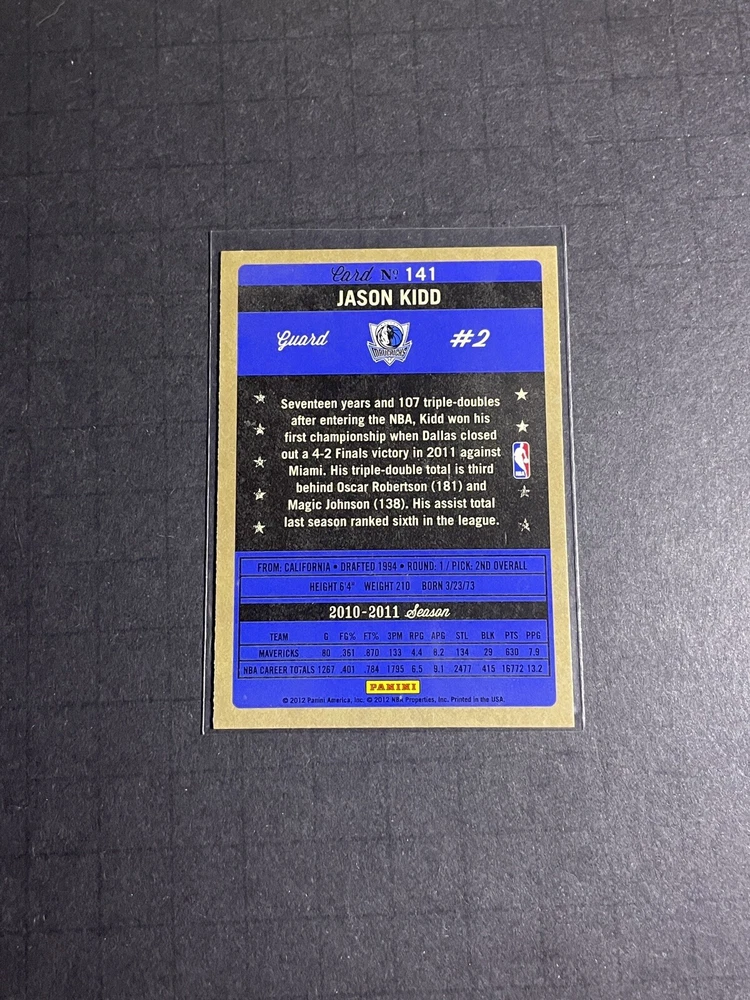 Card Nº 141
JASON KIDD
Guard
MAVERICKS
#2
Seventeen years and 107 triple-doubles
after entering the NBA, Kidd won his
first championship when Dallas closed
out a 4-2 Finals victory in 2011 against
Miami. His triple-double total is third
behind Oscar Robertson (181) and
Magic Johnson (138). His assist total
last season ranked sixth in the league.
NBA
FROM: CALIFORNIA • DRAFTED 1994 • ROUND: 1 / PICK: 2ND OVERALL
HEIGHT 6'4" WEIGHT 210 BORN 3/23/73
2010-2011 Season
TEAM G FG% FT% 3PM RPG APG STL BLK PTS PPG
MAVERICKS 80 .361 .870 133 4.4 8.2 134 29 630 7.9
NBA CAREER TOTALS 1267 .401 .784 1795 6.5 9.1 2477 415 16772 13.2
PANINI
© 2012 Panini America, Inc. © 2012 NBA Properties, Inc. Printed in the USA.